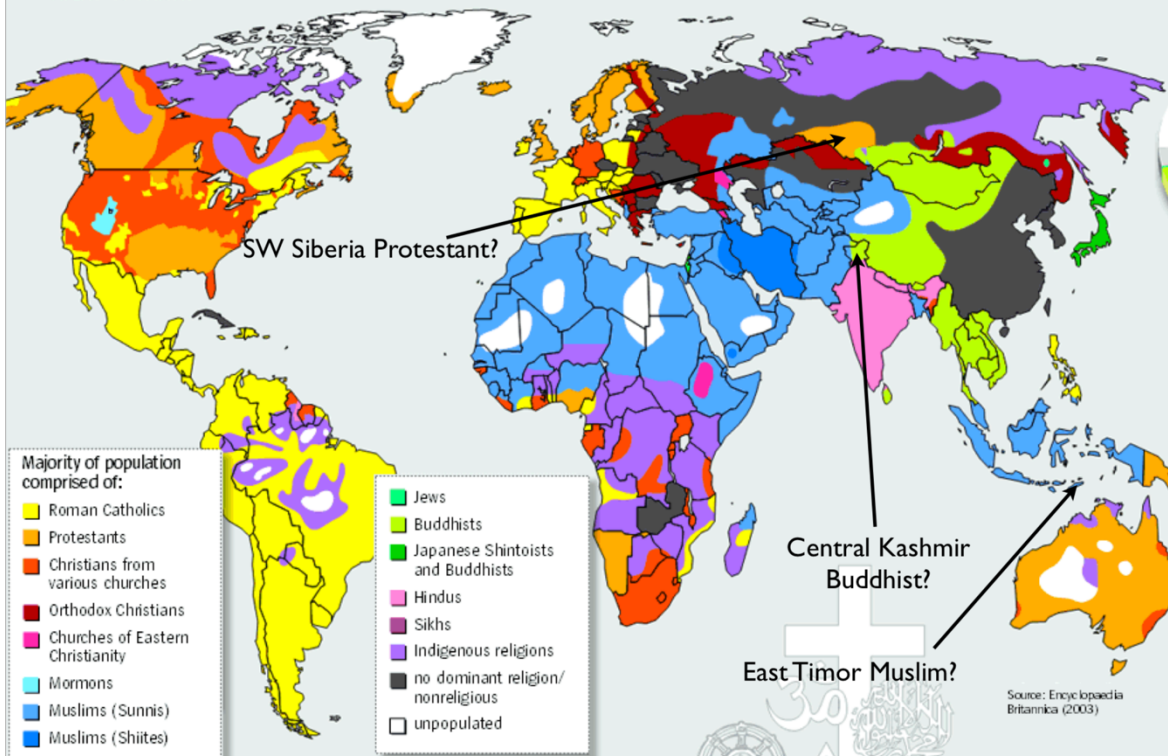 SW Siberia Protestant?
Central Kashmir
Buddhist?
East Timor Muslim?
Majority of population
comprised of:
Roman Catholics
Protestants
Christians from
various churches
Orthodox Christians
Churches of Eastern
Christianity
Mormons
Muslims (Sunnis)
Muslims (Shiites)
Jews
Buddhists
Japanese Shintoists
and Buddhists
Hindus
Sikhs
Indigenous religions
no dominant religion/
nonreligious
unpopulated
Source: Encyclopaedia
Britannica (2003)